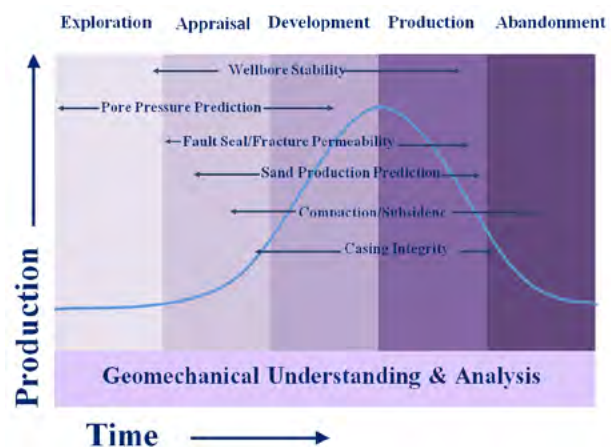 Exploration Appraisal Development Production Abandonment
Wellbore Stability
Pore Pressure Prediction
Fault Seal/Fracture Permeability
Sand Production Prediction
Compaction/Subsidenc
Casing Integrity
Production
Geomechanical Understanding & Analysis
Time